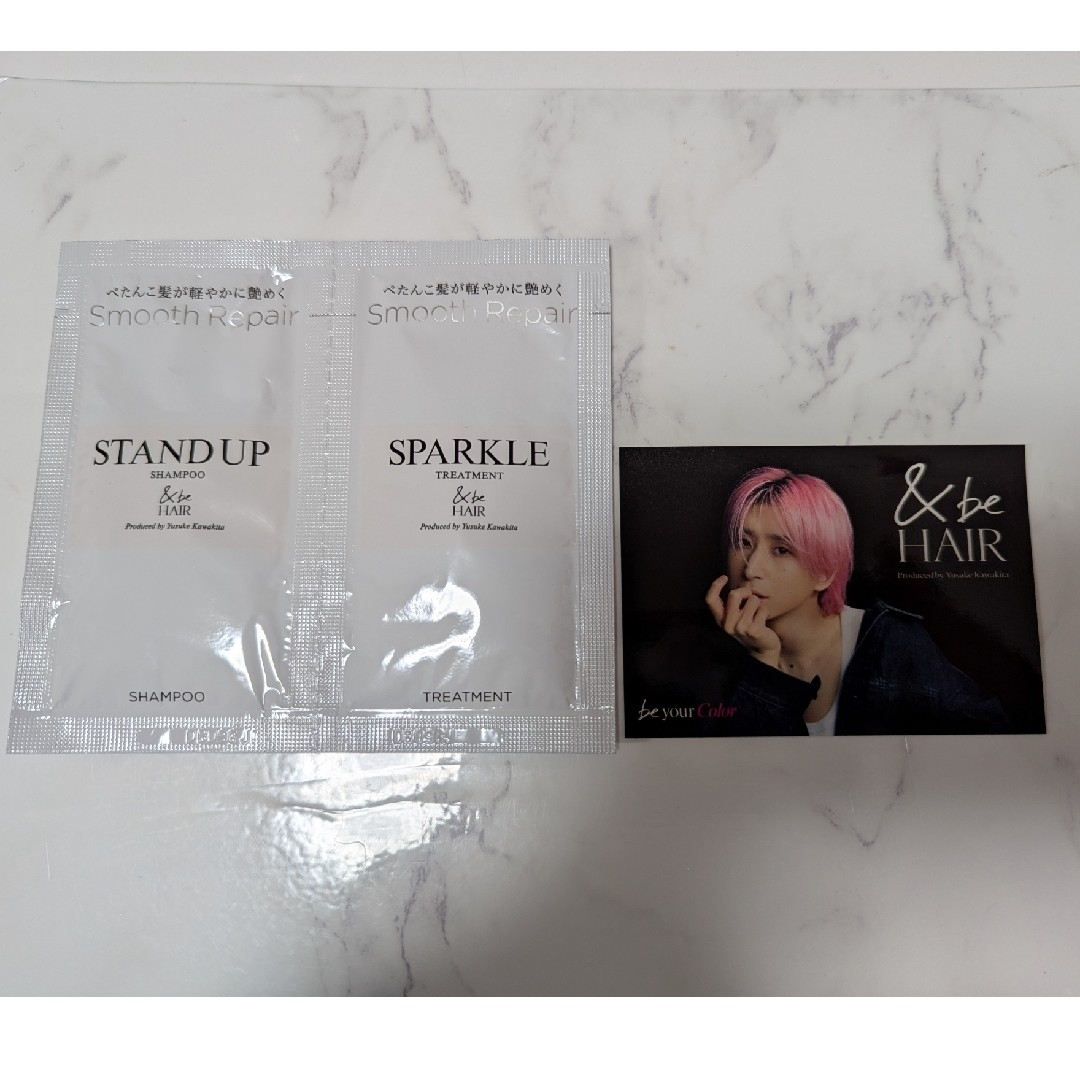 ぺたんこ髪が軽やかに艶めく
Smooth Repair
STAND UP
SHAMPOO
&be
HAIR
Produced by Yusuke Kawakita
SHAMPOO
ぺたんこ髪が軽やかに艶めく
Smooth Repair
SPARKLE
TREATMENT
&be
HAIR
Produced by Yusuke Kawakita
TREATMENT
&be
HAIR
Produced by Yusuke Kawakita
be your Color